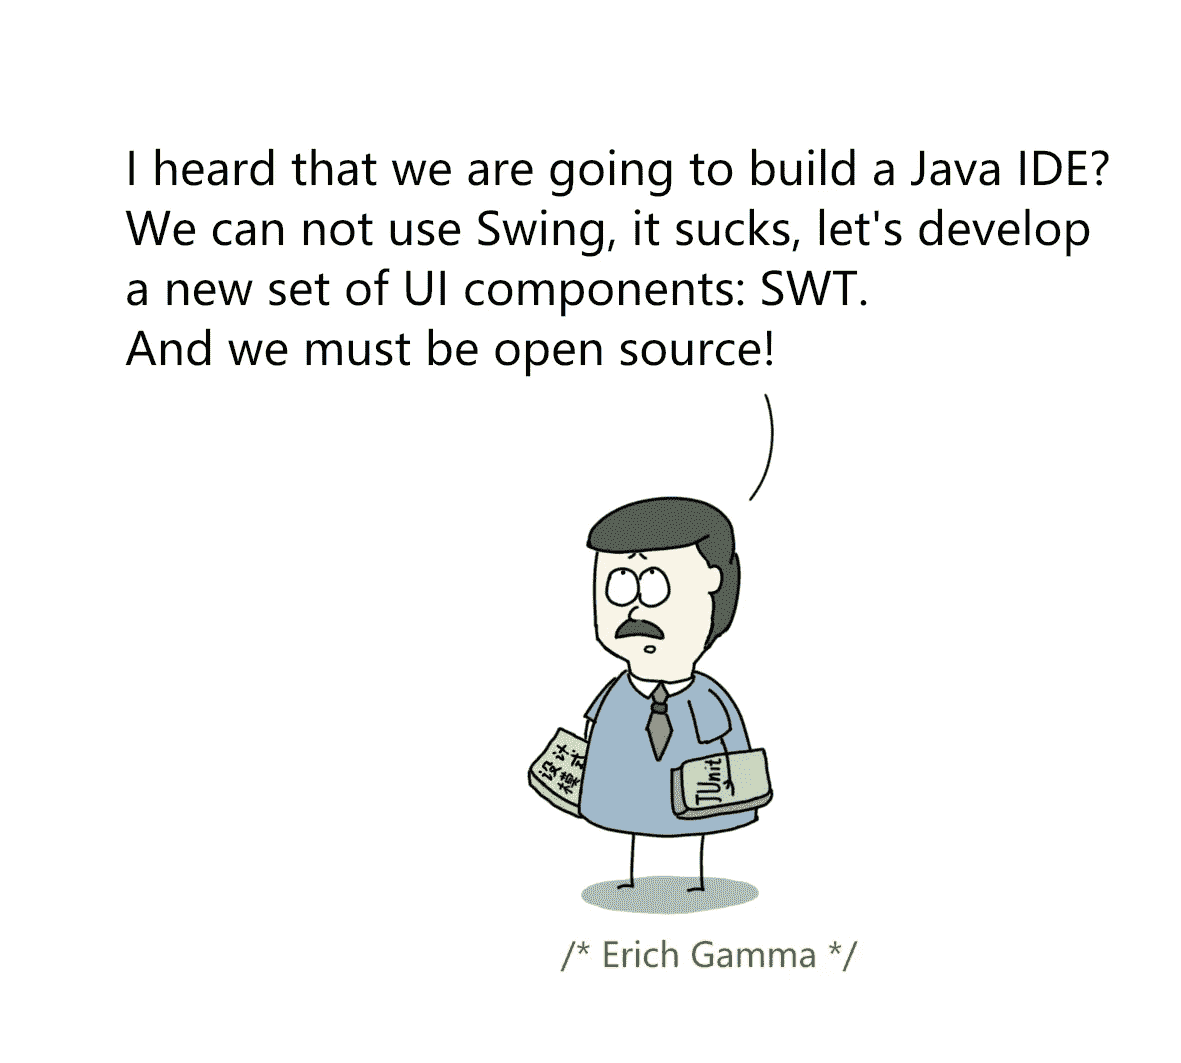 I heard that we are going to build a Java IDE?
We can not use Swing, it sucks, let's develop
a new set of UI components: SWT.
And we must be open source!
设计
模式
JUnit
/* Erich Gamma */